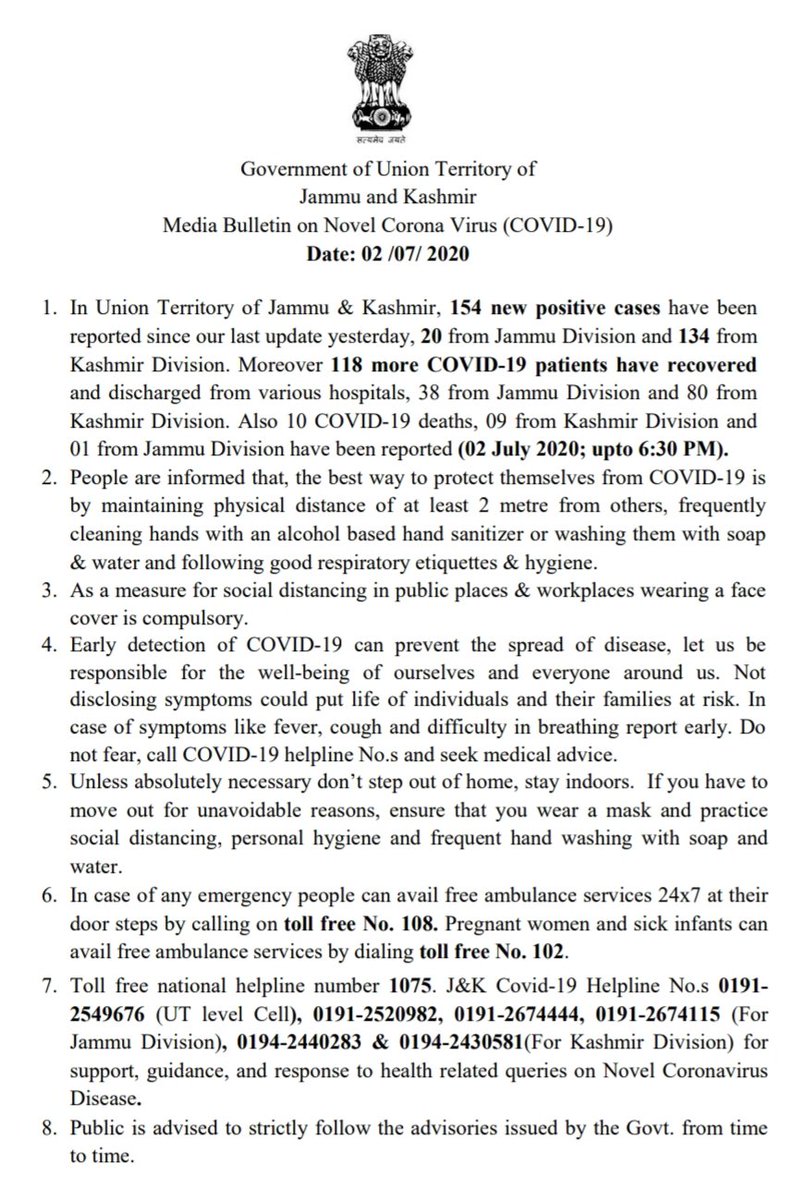 सत्यमेव जयते
Government of Union Territory of
Jammu and Kashmir
Media Bulletin on Novel Corona Virus (COVID-19)
Date: 02 /07/ 2020
1. In Union Territory of Jammu & Kashmir, 154 new positive cases have been
reported since our last update yesterday, 20 from Jammu Division and 134 from
Kashmir Division. Moreover 118 more COVID-19 patients have recovered
and discharged from various hospitals, 38 from Jammu Division and 80 from
Kashmir Division. Also 10 COVID-19 deaths, 09 from Kashmir Division and
01 from Jammu Division have been reported (02 July 2020; upto 6:30 PM).
2. People are informed that, the best way to protect themselves from COVID-19 is
by maintaining physical distance of at least 2 metre from others, frequently
cleaning hands with an alcohol based hand sanitizer or washing them with soap
& water and following good respiratory etiquettes & hygiene.
3. As a measure for social distancing in public places & workplaces wearing a face
cover is compulsory.
4. Early detection of COVID-19 can prevent the spread of disease, let us be
responsible for the well-being of ourselves and everyone around us. Not
disclosing symptoms could put life of individuals and their families at risk. In
case of symptoms like fever, cough and difficulty in breathing report early. Do
not fear, call COVID-19 helpline No.s and seek medical advice.
5. Unless absolutely necessary don’t step out of home, stay indoors. If you have to
move out for unavoidable reasons, ensure that you wear a mask and practice
social distancing, personal hygiene and frequent hand washing with soap and
water.
6. In case of any emergency people can avail free ambulance services 24x7 at their
door steps by calling on toll free No. 108. Pregnant women and sick infants can
avail free ambulance services by dialing toll free No. 102.
7. Toll free national helpline number 1075. J&K Covid-19 Helpline No.s 0191-
2549676 (UT level Cell), 0191-2520982, 0191-2674444, 0191-2674115 (For
Jammu Division), 0194-2440283 & 0194-2430581(For Kashmir Division) for
support, guidance, and response to health related queries on Novel Coronavirus
Disease.
8. Public is advised to strictly follow the advisories issued by the Govt. from time
to time.